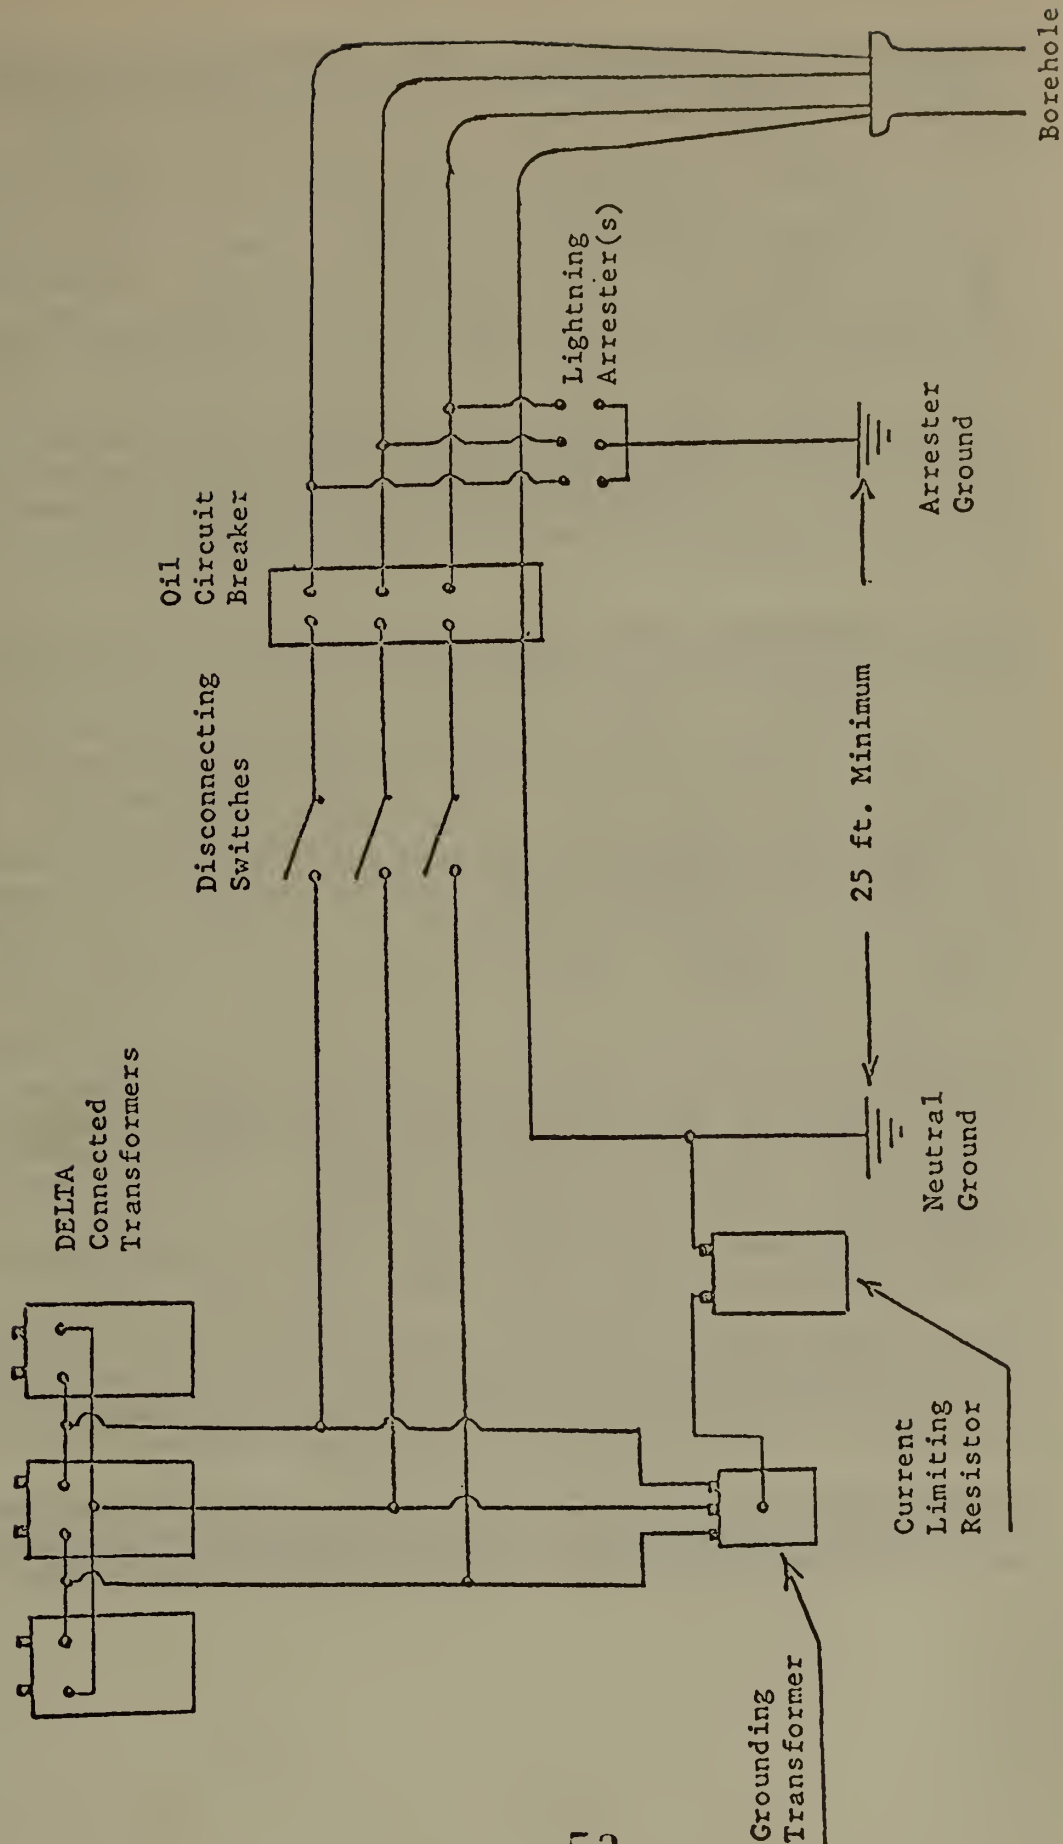 DELTA
Connected
Transformers
Disconnecting
Switches
Oil
Circuit
Breaker
Lightning
Arrester(s)
Borehole
Grounding
Transformer
Current
Limiting
Resistor
Neutral
Ground
25 ft. Minimum
Arrester
Ground